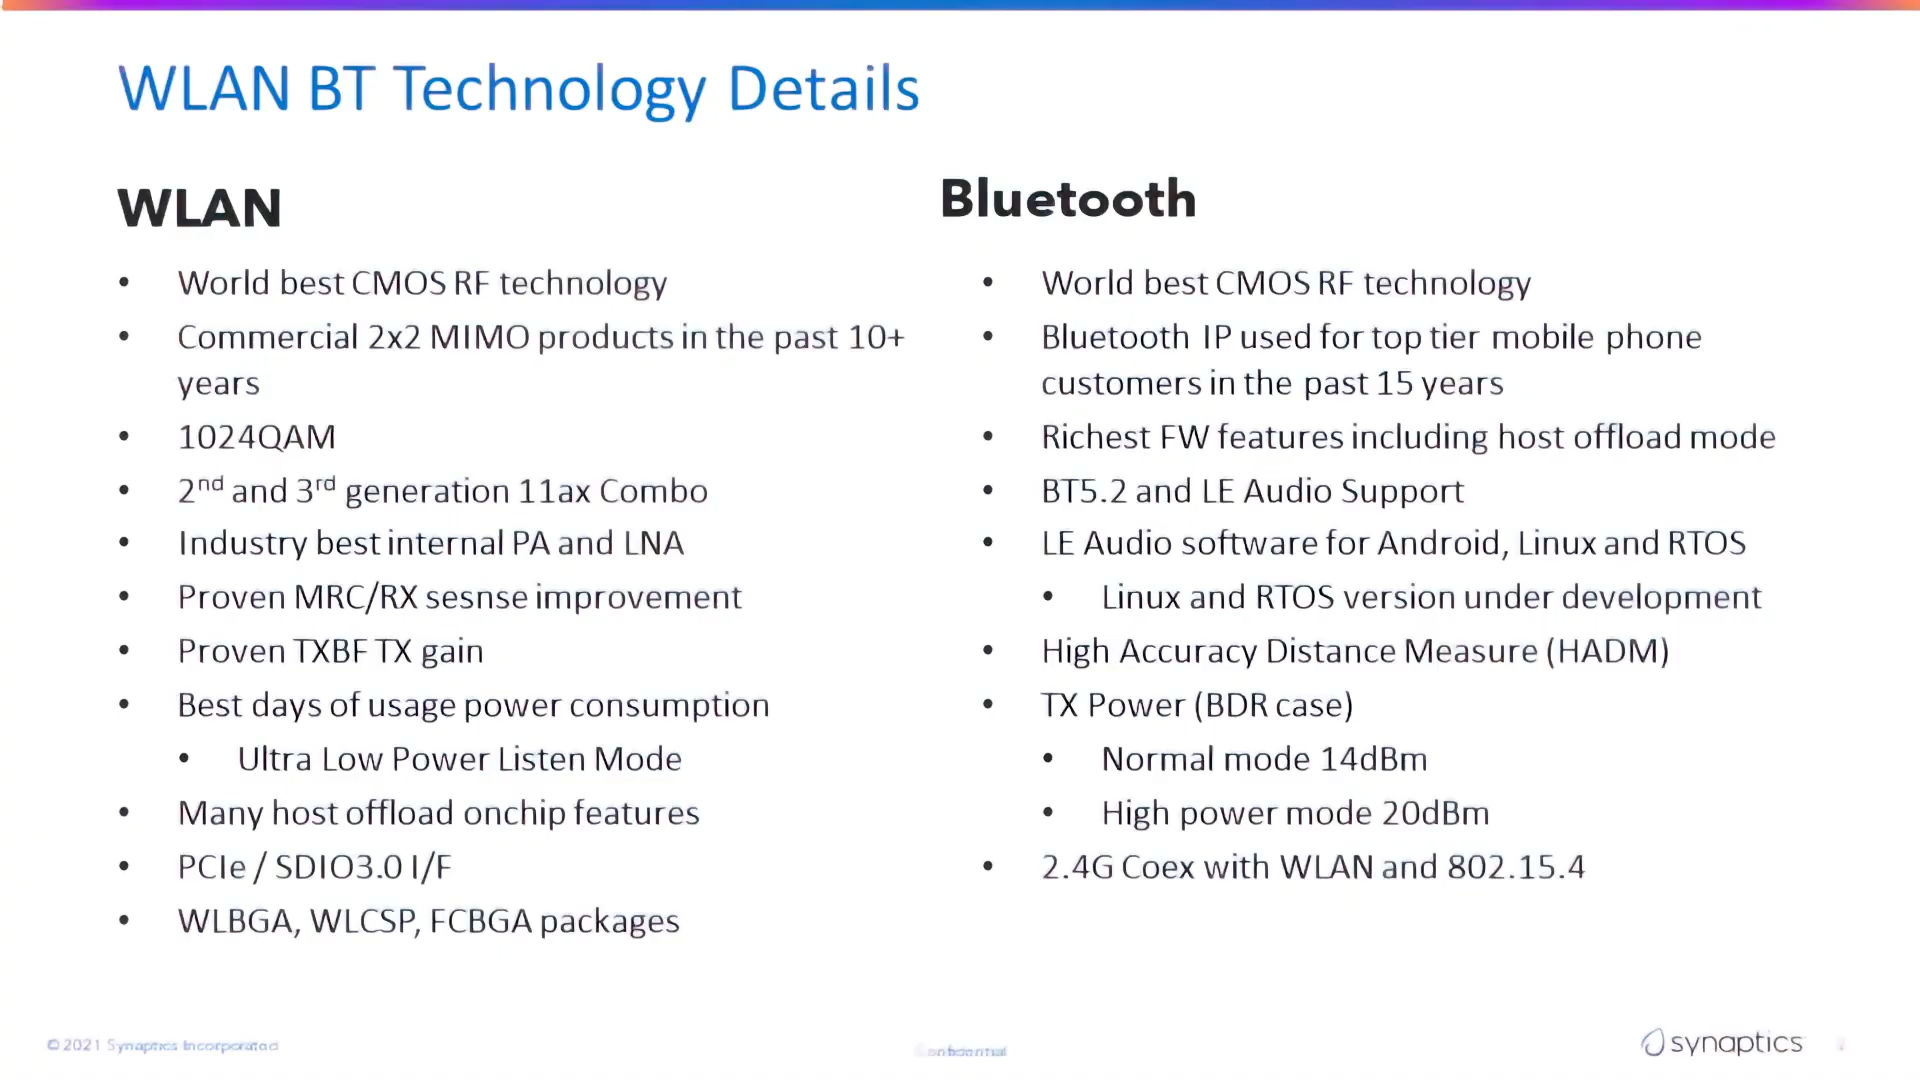 WLAN BT Technology Details
WLAN
• World best CMOS RF technology
• Commercial 2x2 MIMO products in the past 10+
years
• 1024QAM
• 2nd and 3rd generation 11ax Combo
• Industry best internal PA and LNA
• Proven MRC/RX sesnse improvement
• Proven TXBF TX gain
• Best days of usage power consumption
• Ultra Low Power Listen Mode
• Many host offload onchip features
• PCIe / SDIO3.0 I/F
• WLBGA, WLCSP, FCBGA packages
Bluetooth
• World best CMOS RF technology
• Bluetooth IP used for top tier mobile phone
customers in the past 15 years
• Richest FW features including host offload mode
• BT5.2 and LE Audio Support
• LE Audio software for Android, Linux and RTOS
• Linux and RTOS version under development
• High Accuracy Distance Measure (HADM)
• TX Power (BDR case)
• Normal mode 14dBm
• High power mode 20dBm
• 2.4G Coex with WLAN and 802.15.4
© 2021 Synaptics Incorporated
Confidential
synaptics